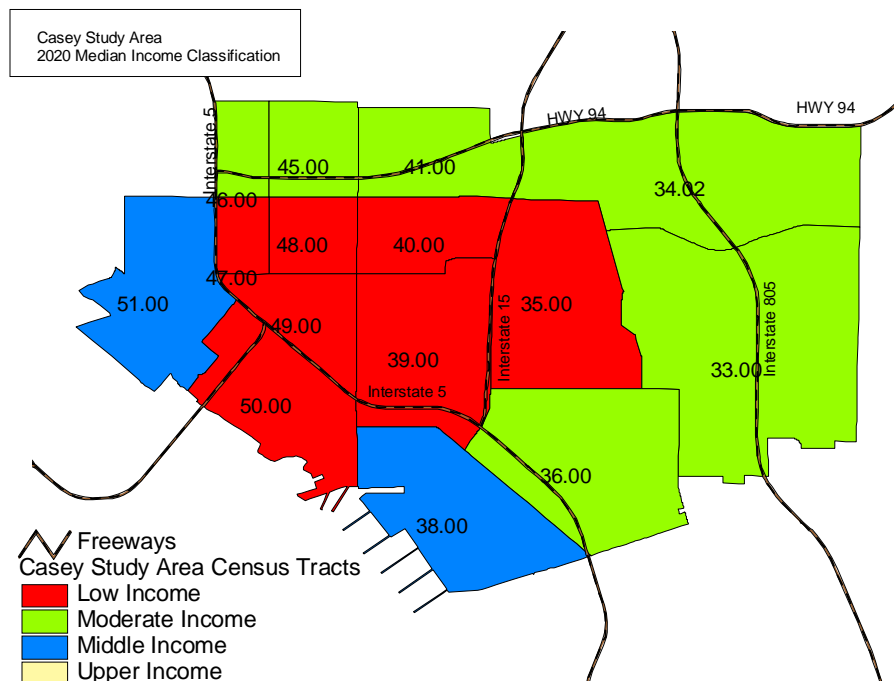 Casey Study Area
2020 Median Income Classification
HWY 94
HWY 94
Interstate 5
45.00
41.00
34.02
46.00
48.00
40.00
47.00
51.00
49.00
35.00
Interstate 15
Interstate 805
39.00
33.00
Interstate 5
50.00
36.00
38.00
Freeways
Casey Study Area Census Tracts
Low Income
Moderate Income
Middle Income
Upper Income